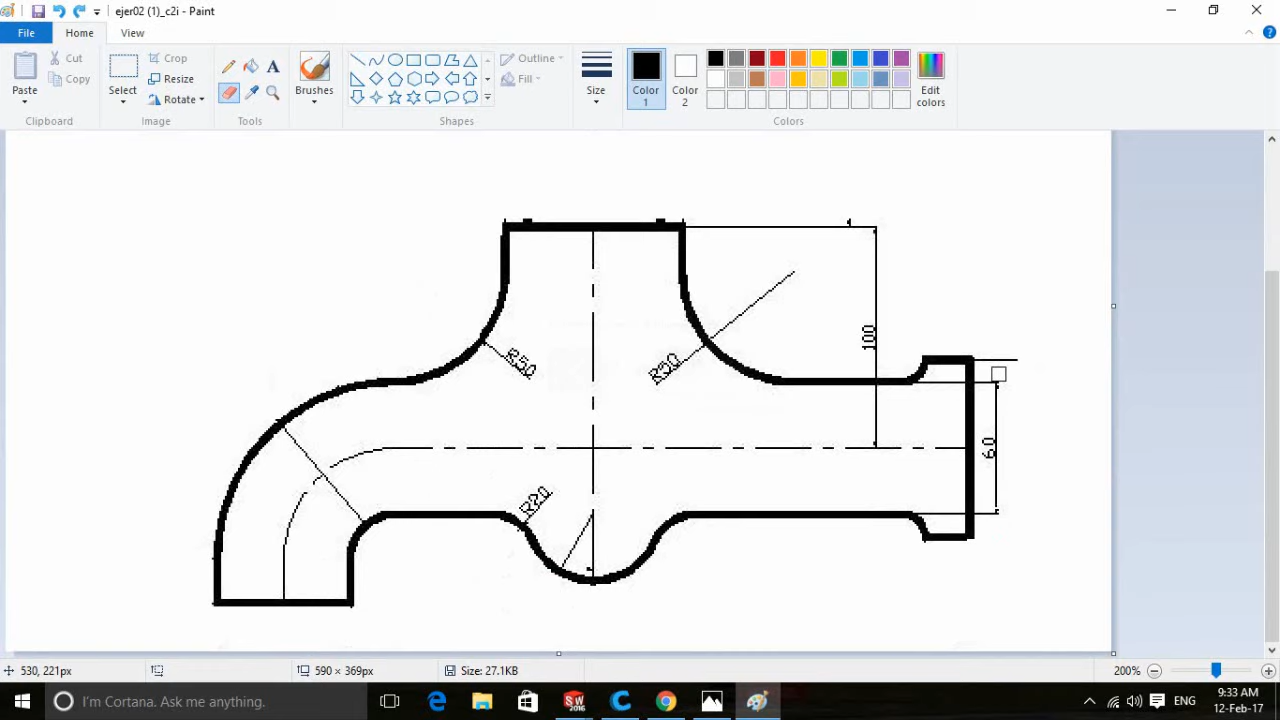 ejer02 (1)_c2i - Paint
File
Home
View
Paste
Cut
Copy
Clipboard
Select
Crop
Resize
Rotate
Image
Tools
Brushes
Outline
Fill
Shapes
Size
Color 1
Color 2
Edit colors
Colors
100
R50
R50
60
R20
530, 221px
590 × 369px
Size: 27.1KB
200%
I'm Cortana. Ask me anything.
SW
2016
ENG
9:33 AM
12-Feb-17